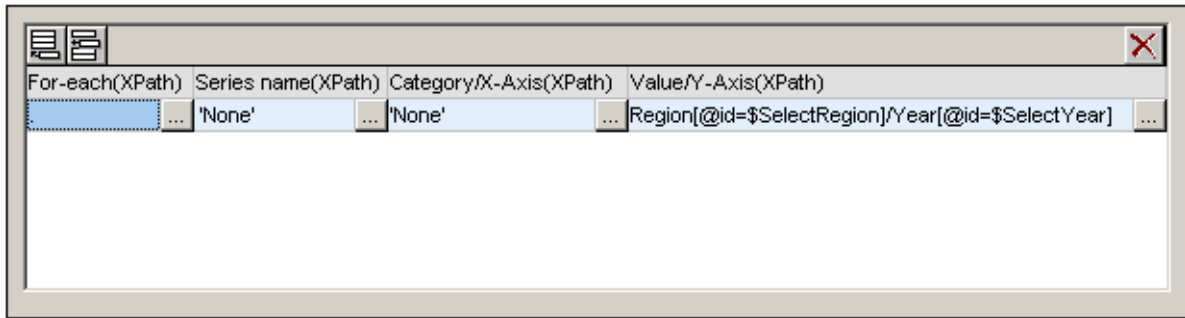 For-each(XPath) Series name(XPath) Category/X-Axis(XPath) Value/Y-Axis(XPath)
. ... 'None' ... 'None' ... Region[@id=$SelectRegion]/Year[@id=$SelectYear] ...